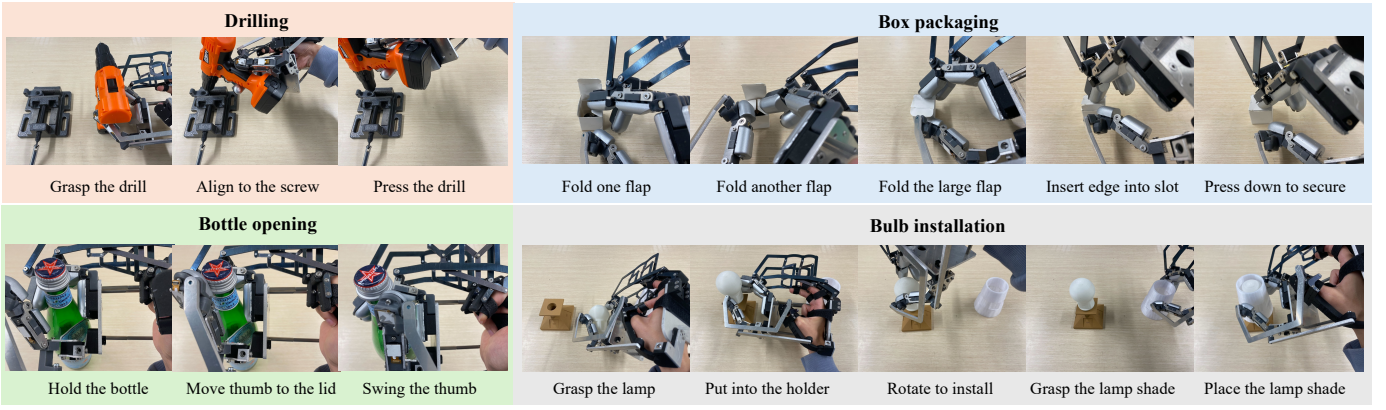 Drilling
Grasp the drill
Align to the screw
Press the drill
Box packaging
Fold one flap
Fold another flap
Fold the large flap
Insert edge into slot
Press down to secure
Bottle opening
Hold the bottle
Move thumb to the lid
Swing the thumb
Bulb installation
Grasp the lamp
Put into the holder
Rotate to install
Grasp the lamp shade
Place the lamp shade